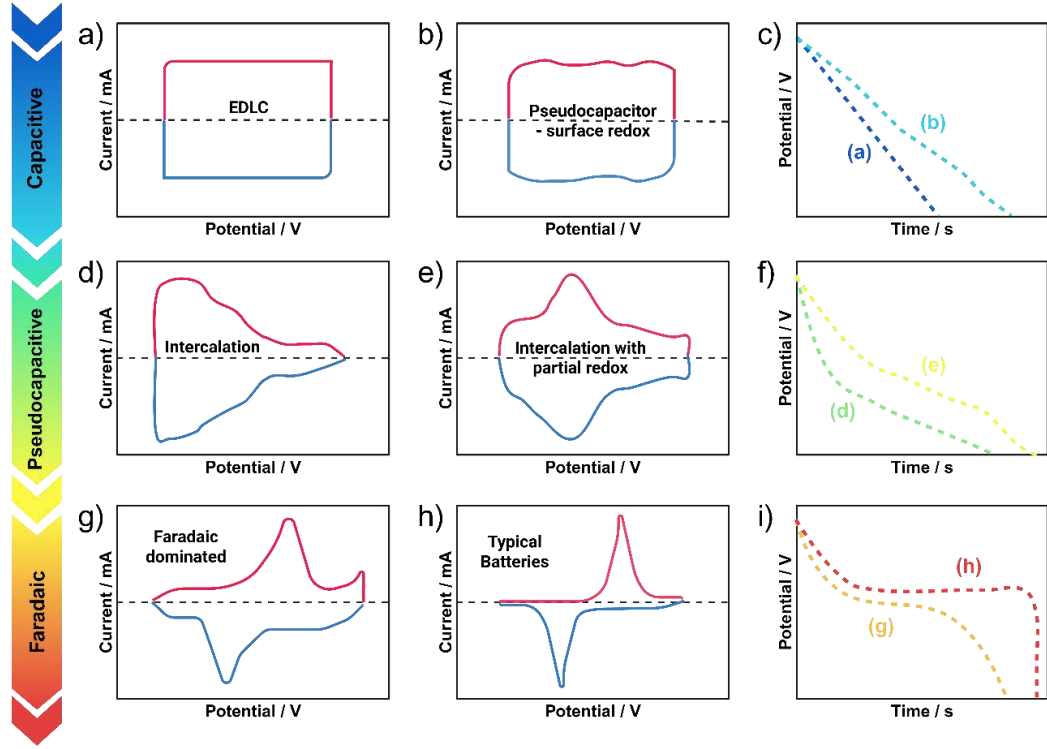 Capacitive
Pseudocapacitive
Faradaic
a)
Current / mA
EDLC
Potential / V
b)
Current / mA
Pseudocapacitor
- surface redox
Potential / V
c)
Potential / V
(a)
(b)
Time / s
d)
Current / mA
Intercalation
Potential / V
e)
Current / mA
Intercalation with
partial redox
Potential / V
f)
Potential / V
(e)
(d)
Time / s
g)
Current / mA
Faradaic
dominated
Potential / V
h)
Current / mA
Typical
Batteries
Potential / V
i)
Potential / V
(h)
(g)
Time / s